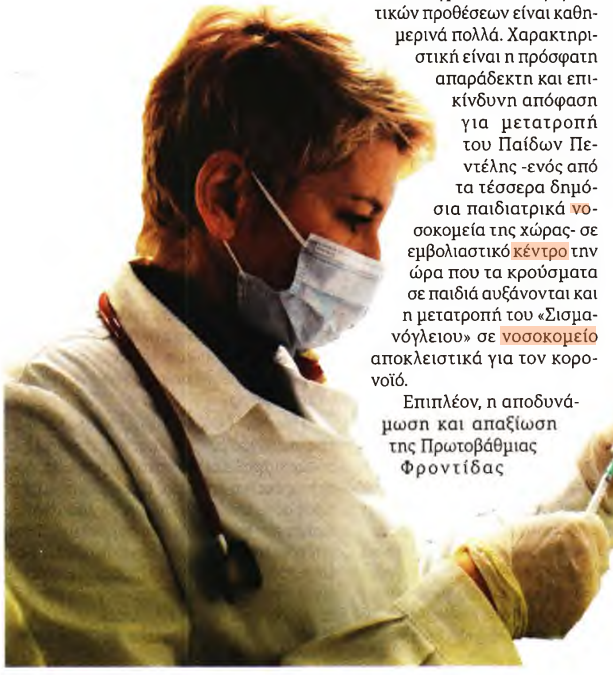 τικών προθέσεων είναι καθη-
μερινά πολλά. Χαρακτηρι-
στική είναι η πρόσφατη
απαράδεκτη και επι-
κίνδυνη απόφαση
για μετατροπή
του Παίδων Πε-
ντέλης -ενός από
τα τέσσερα δημό-
σια παιδιατρικά νο-
σοκομεία της χώρας- σε
εμβολιαστικό κέντρο την
ώρα που τα κρούσματα
σε παιδιά αυξάνονται και
η μετατροπή του «Σισμα-
νόγλειου» σε νοσοκομείο
αποκλειστικά για τον κορο-
νοϊό.
Επιπλέον, η αποδυνά-
μωση και απαξίωση
της Πρωτοβάθμιας
Φροντίδας